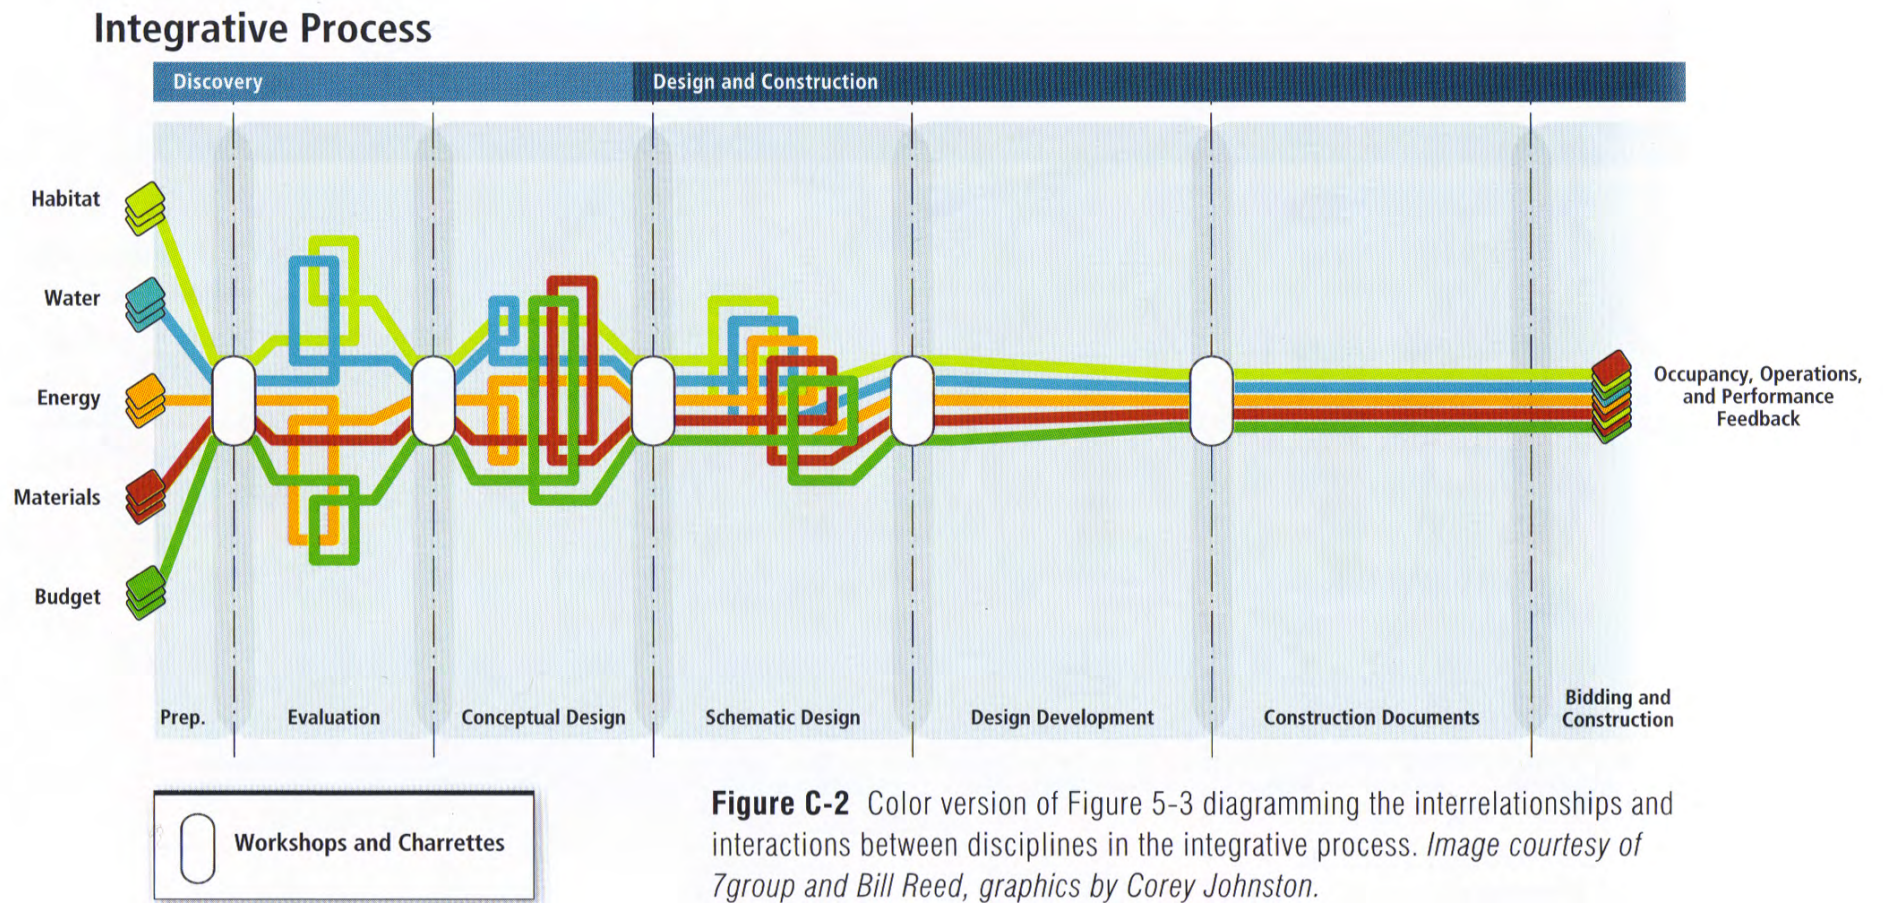 Integrative Process
Discovery
Design and Construction
Habitat
Water
Energy
Materials
Budget
Occupancy, Operations,
and Performance
Feedback
Prep.
Evaluation
Conceptual Design
Schematic Design
Design Development
Construction Documents
Bidding and
Construction
Workshops and Charrettes
Figure C-2 Color version of Figure 5-3 diagramming the interrelationships and
interactions between disciplines in the integrative process. Image courtesy of
7group and Bill Reed, graphics by Corey Johnston.